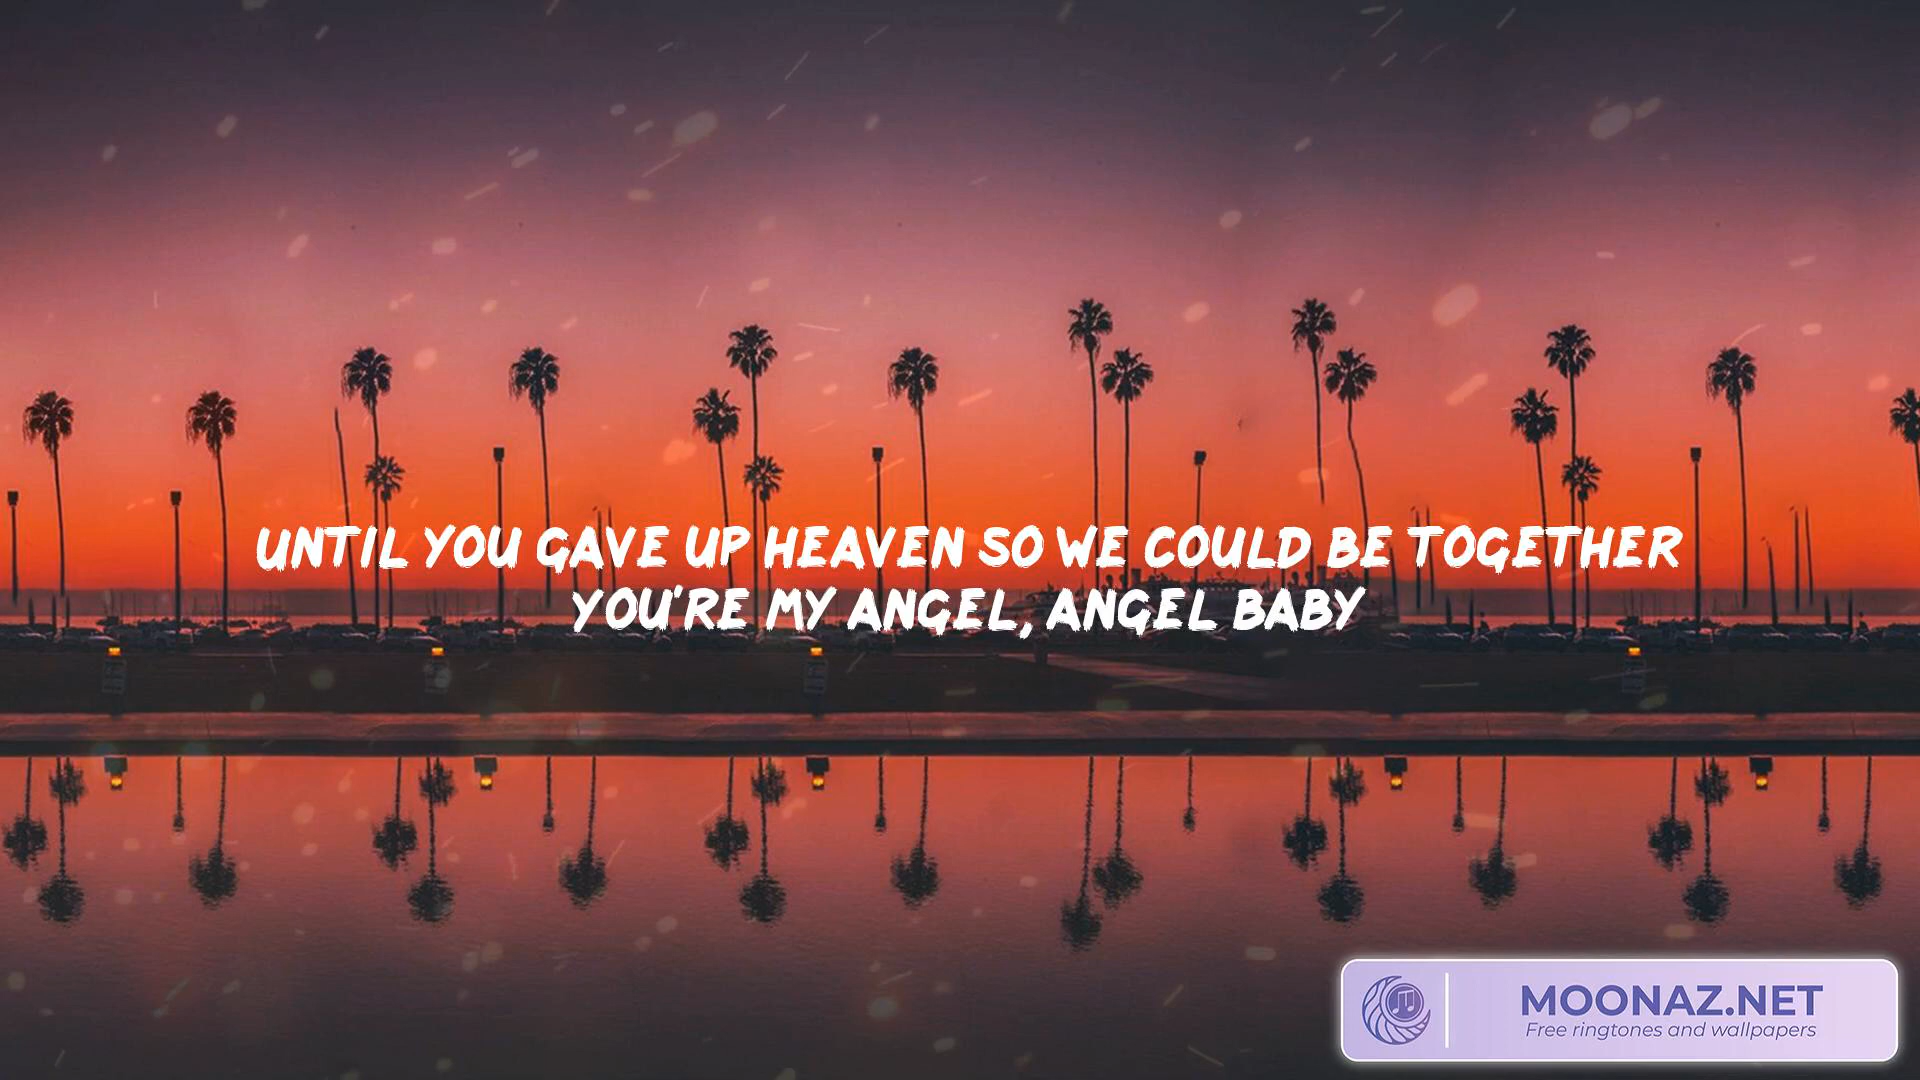 UNTIL YOU GAVE UP HEAVEN SO WE COULD BE TOGETHER
YOU'RE MY ANGEL, ANGEL BABY
MOONAZ.NET
Free ringtones and wallpapers